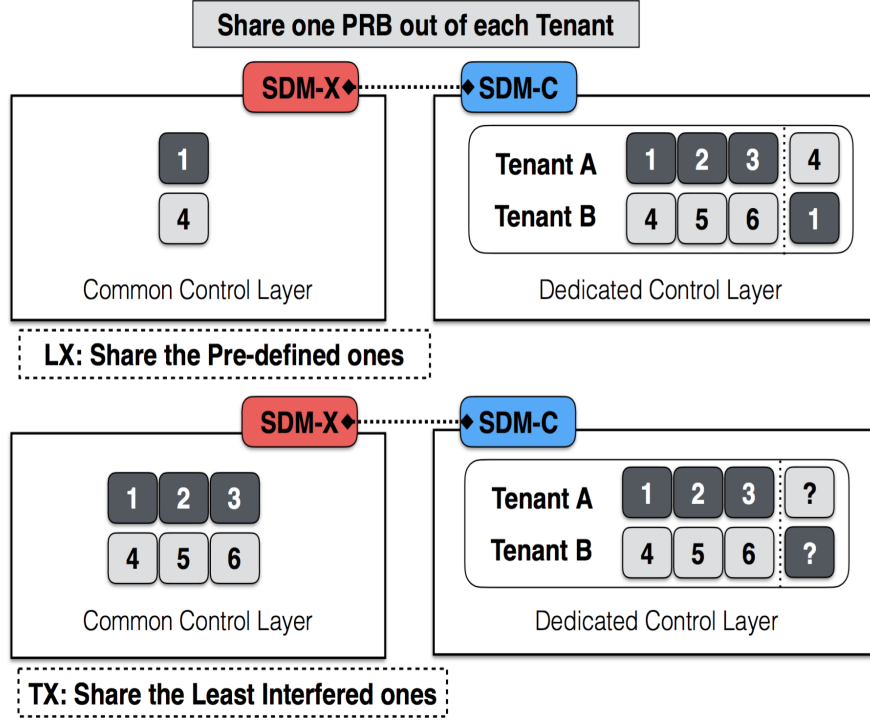 Share one PRB out of each Tenant
SDM-X SDM-C
1
4
Common Control Layer
Tenant A 1 2 3 4
Tenant B 4 5 6 1
Dedicated Control Layer
LX: Share the Pre-defined ones
SDM-X SDM-C
1 2 3
4 5 6
Common Control Layer
Tenant A 1 2 3 ?
Tenant B 4 5 6 ?
Dedicated Control Layer
TX: Share the Least Interfered ones